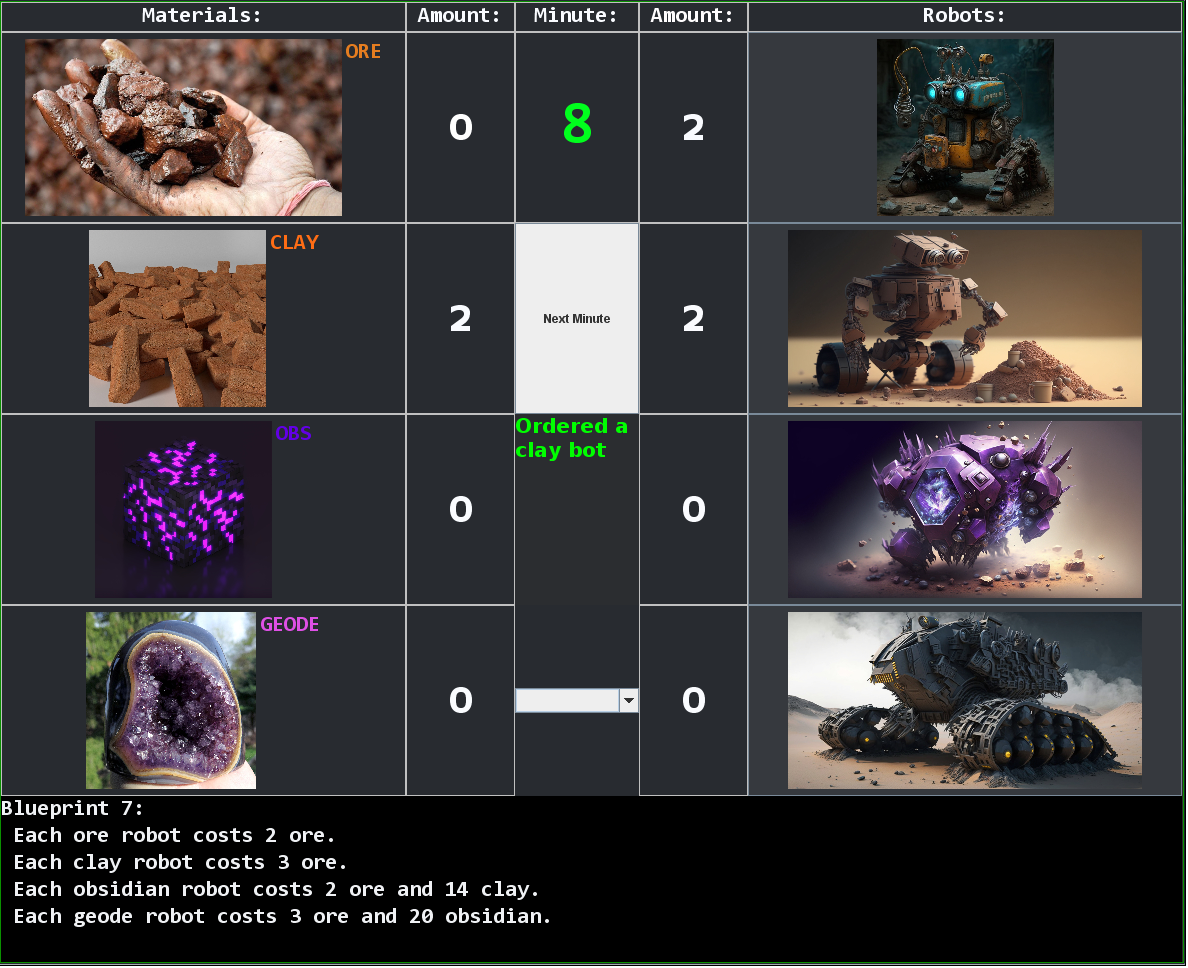 Materials: Amount: Minute: Amount: Robots:
ORE
0 8 2
CLAY
2 Next Minute 2
OBS
Ordered a
clay bot
0 0
GEODE
0 0
Blueprint 7:
Each ore robot costs 2 ore.
Each clay robot costs 3 ore.
Each obsidian robot costs 2 ore and 14 clay.
Each geode robot costs 3 ore and 20 obsidian.